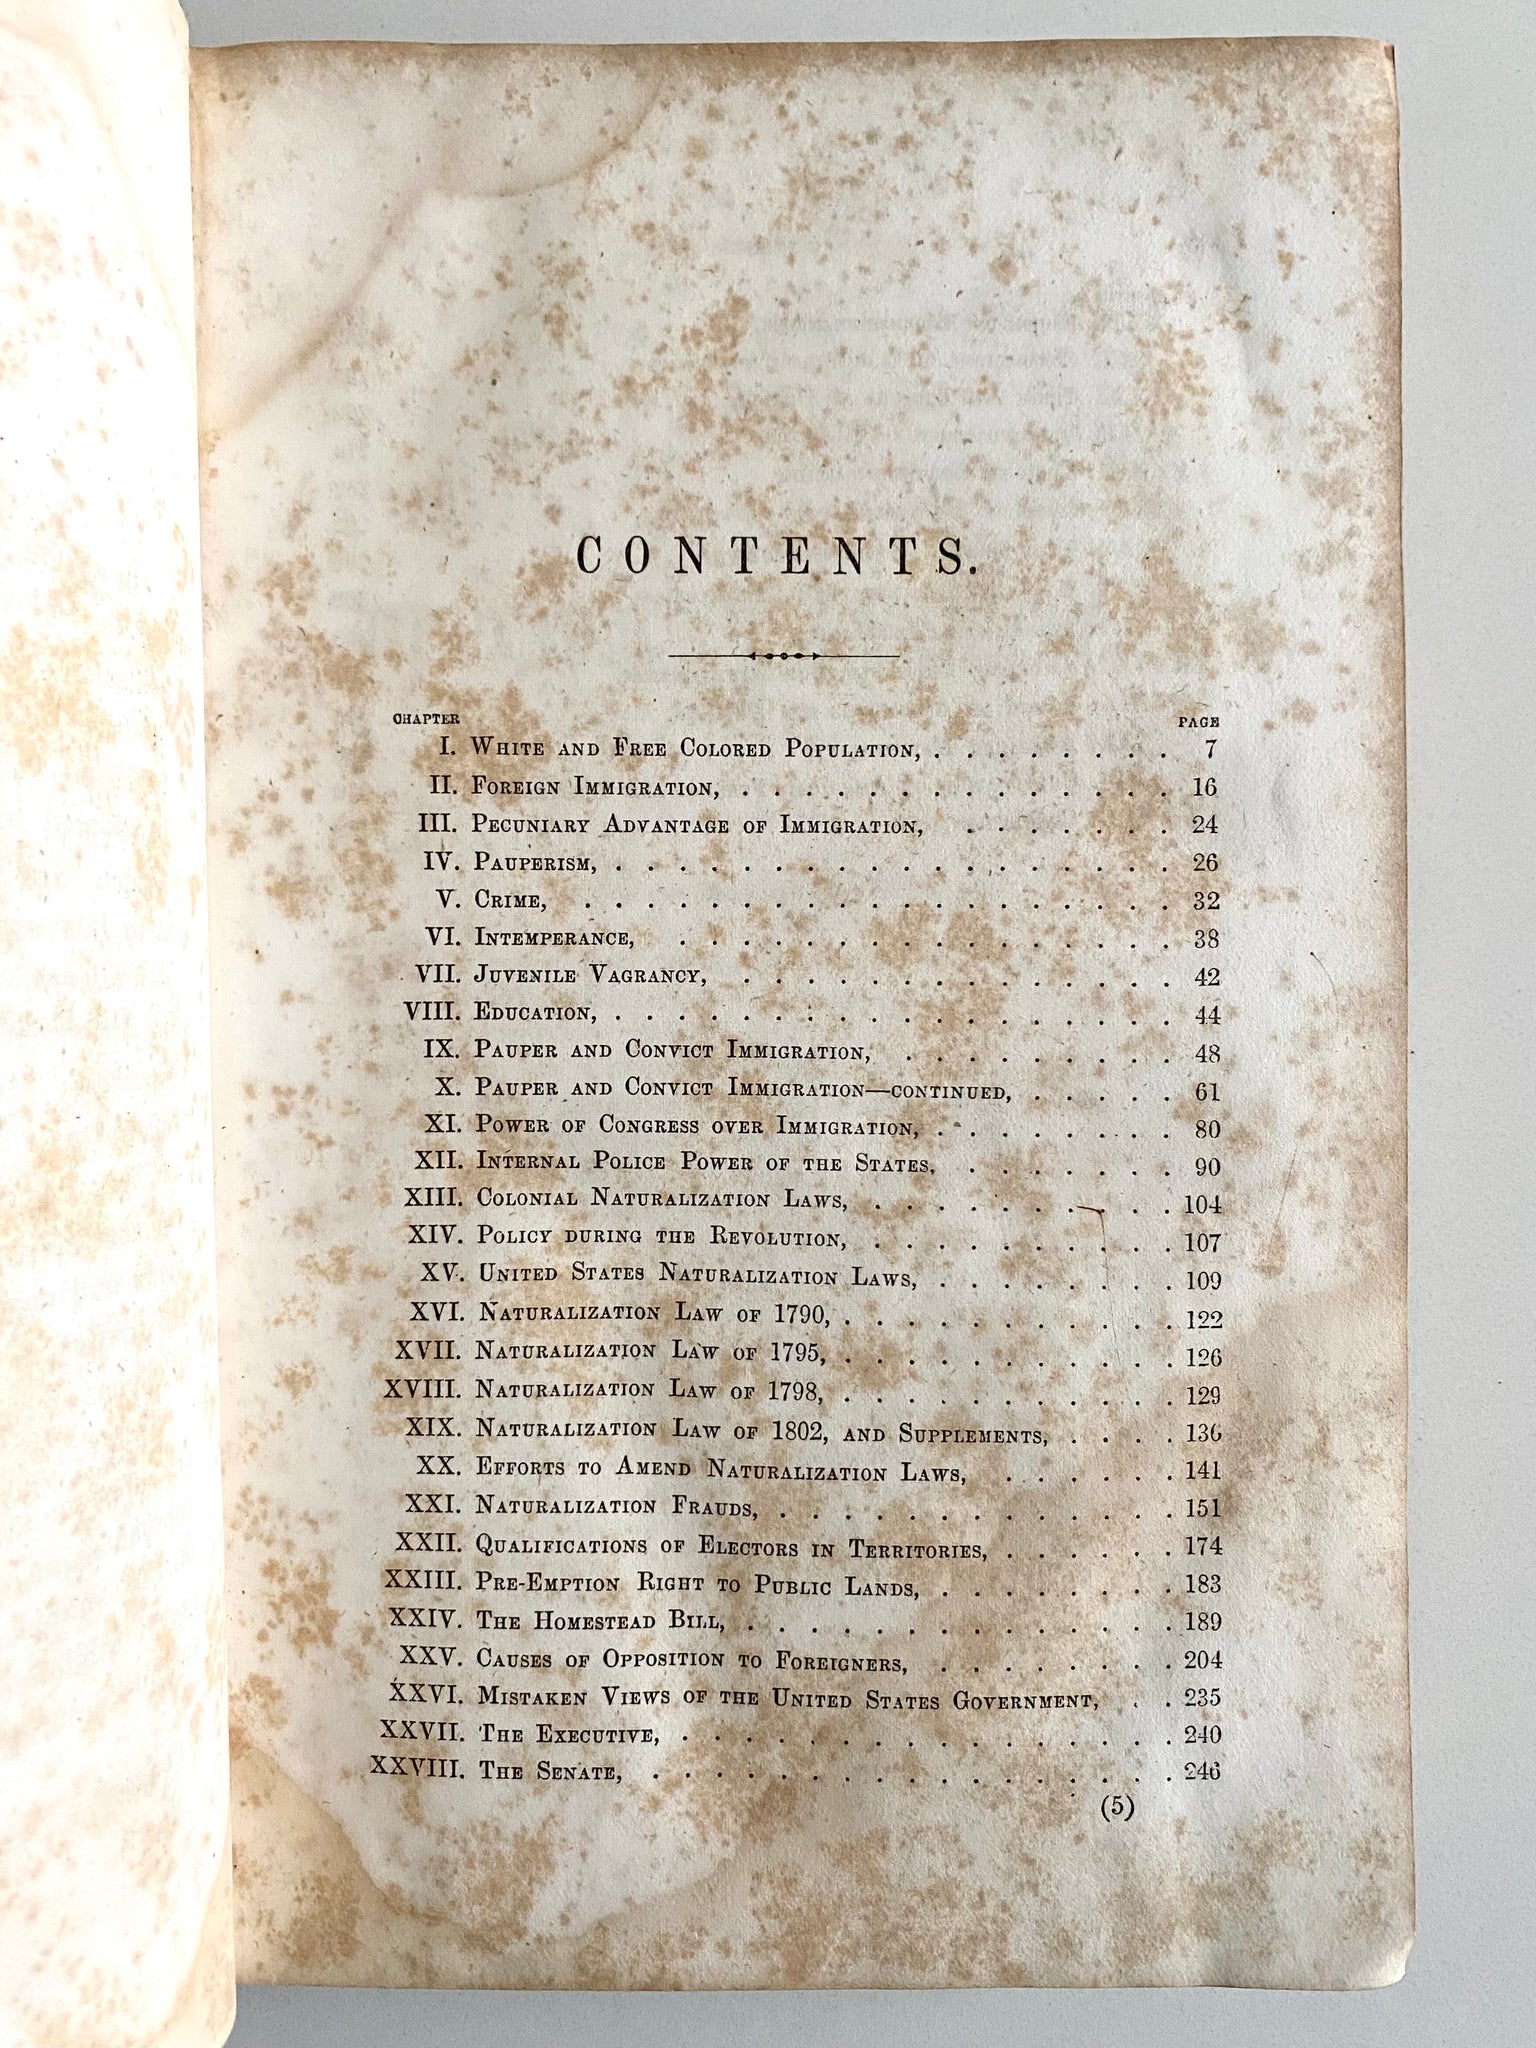 CONTENTS.
CHAPTER PAGE
I. White and Free Colored Population, . . . . . . . . 7
II. Foreign Immigration, . . . . . . . . . . . . . . 16
III. Pecuniary Advantage of Immigration, . . . . . . . 24
IV. Pauperism, . . . . . . . . . . . . . . . . . . 26
V. Crime, . . . . . . . . . . . . . . . . . . . 32
VI. Intemperance, . . . . . . . . . . . . . . . . 38
VII. Juvenile Vagrancy, . . . . . . . . . . . . . . 42
VIII. Education, . . . . . . . . . . . . . . . . . . 44
IX. Pauper and Convict Immigration, . . . . . . . . . 48
X. Pauper and Convict Immigration—continued, . . . . . 61
XI. Power of Congress over Immigration, . . . . . . . . 80
XII. Internal Police Power of the States, . . . . . . . 90
XIII. Colonial Naturalization Laws, . . . . . . . . . . 104
XIV. Policy during the Revolution, . . . . . . . . . . 107
XV. United States Naturalization Laws, . . . . . . . . 109
XVI. Naturalization Law of 1790, . . . . . . . . . . . 122
XVII. Naturalization Law of 1795, . . . . . . . . . . . 126
XVIII. Naturalization Law of 1798, . . . . . . . . . . . 129
XIX. Naturalization Law of 1802, and Supplements, . . . . 136
XX. Efforts to Amend Naturalization Laws, . . . . . . 141
XXI. Naturalization Frauds, . . . . . . . . . . . . . 151
XXII. Qualifications of Electors in Territories, . . . . . . 174
XXIII. Pre-Emption Right to Public Lands, . . . . . . . . 183
XXIV. The Homestead Bill, . . . . . . . . . . . . . . 189
XXV. Causes of Opposition to Foreigners, . . . . . . . . 204
XXVI. Mistaken Views of the United States Government, . . 235
XXVII. The Executive, . . . . . . . . . . . . . . . . 240
XXVIII. The Senate, . . . . . . . . . . . . . . . . . 246
(5)